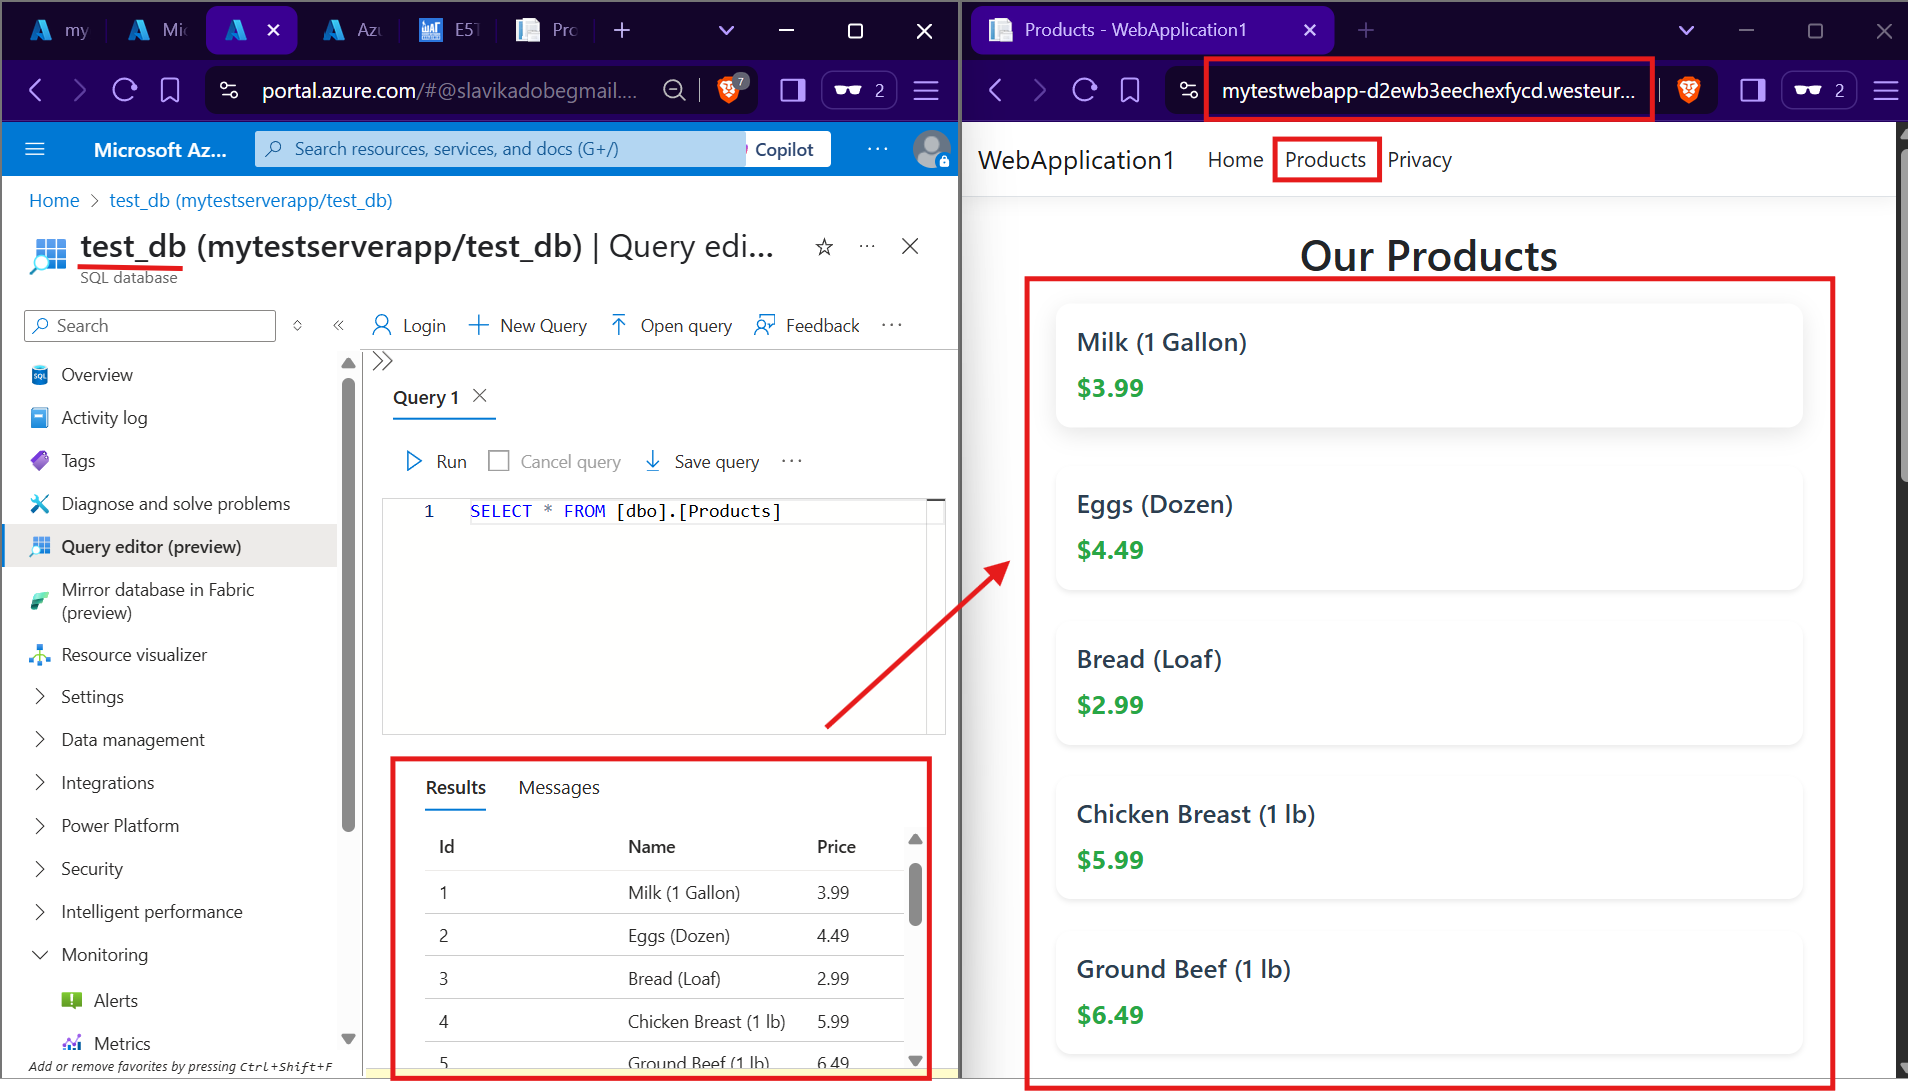 my
Mic
Azu
E5T
Pro
portal.azure.com/#@slavikadobegmail....
7
2
Microsoft Az...
Search resources, services, and docs (G+/)
Copilot
Home > test_db (mytestserverapp/test_db)
test_db (mytestserverapp/test_db) | Query edi...
SQL database
Search
Login
New Query
Open query
Feedback
Overview
Activity log
Tags
Diagnose and solve problems
Query editor (preview)
Mirror database in Fabric
(preview)
Resource visualizer
Settings
Data management
Integrations
Power Platform
Security
Intelligent performance
Monitoring
Alerts
Metrics
Add or remove favorites by pressing Ctrl+Shift+F
Query 1
Run
Cancel query
Save query
1 SELECT * FROM [dbo].[Products]
Results Messages
Id Name Price
1 Milk (1 Gallon) 3.99
2 Eggs (Dozen) 4.49
3 Bread (Loaf) 2.99
4 Chicken Breast (1 lb) 5.99
5 Ground Beef (1 lb) 6.49
Products - WebApplication1
mytestwebapp-d2ewb3eechexfycd.westeur...
2
WebApplication1 Home Products Privacy
Our Products
Milk (1 Gallon)
$3.99
Eggs (Dozen)
$4.49
Bread (Loaf)
$2.99
Chicken Breast (1 lb)
$5.99
Ground Beef (1 lb)
$6.49